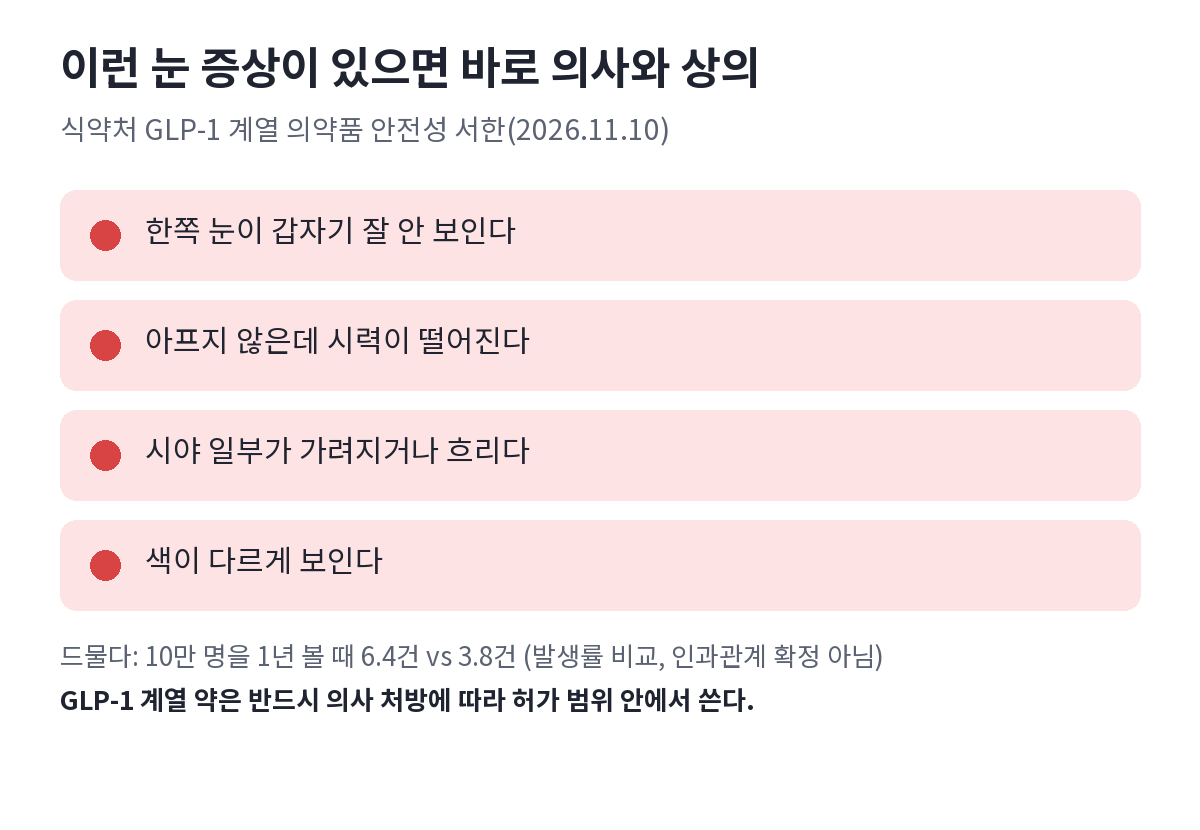 이런 눈 증상이 있으면 바로 의사와 상의
식약처 GLP-1 계열 의약품 안전성 서한(2026.11.10)
한쪽 눈이 갑자기 잘 안 보인다
아프지 않은데 시력이 떨어진다
시야 일부가 가려지거나 흐리다
색이 다르게 보인다
드물다: 10만 명을 1년 볼 때 6.4건 vs 3.8건 (발생률 비교, 인과관계 확정 아님)
GLP-1 계열 약은 반드시 의사 처방에 따라 허가 범위 안에서 쓴다.